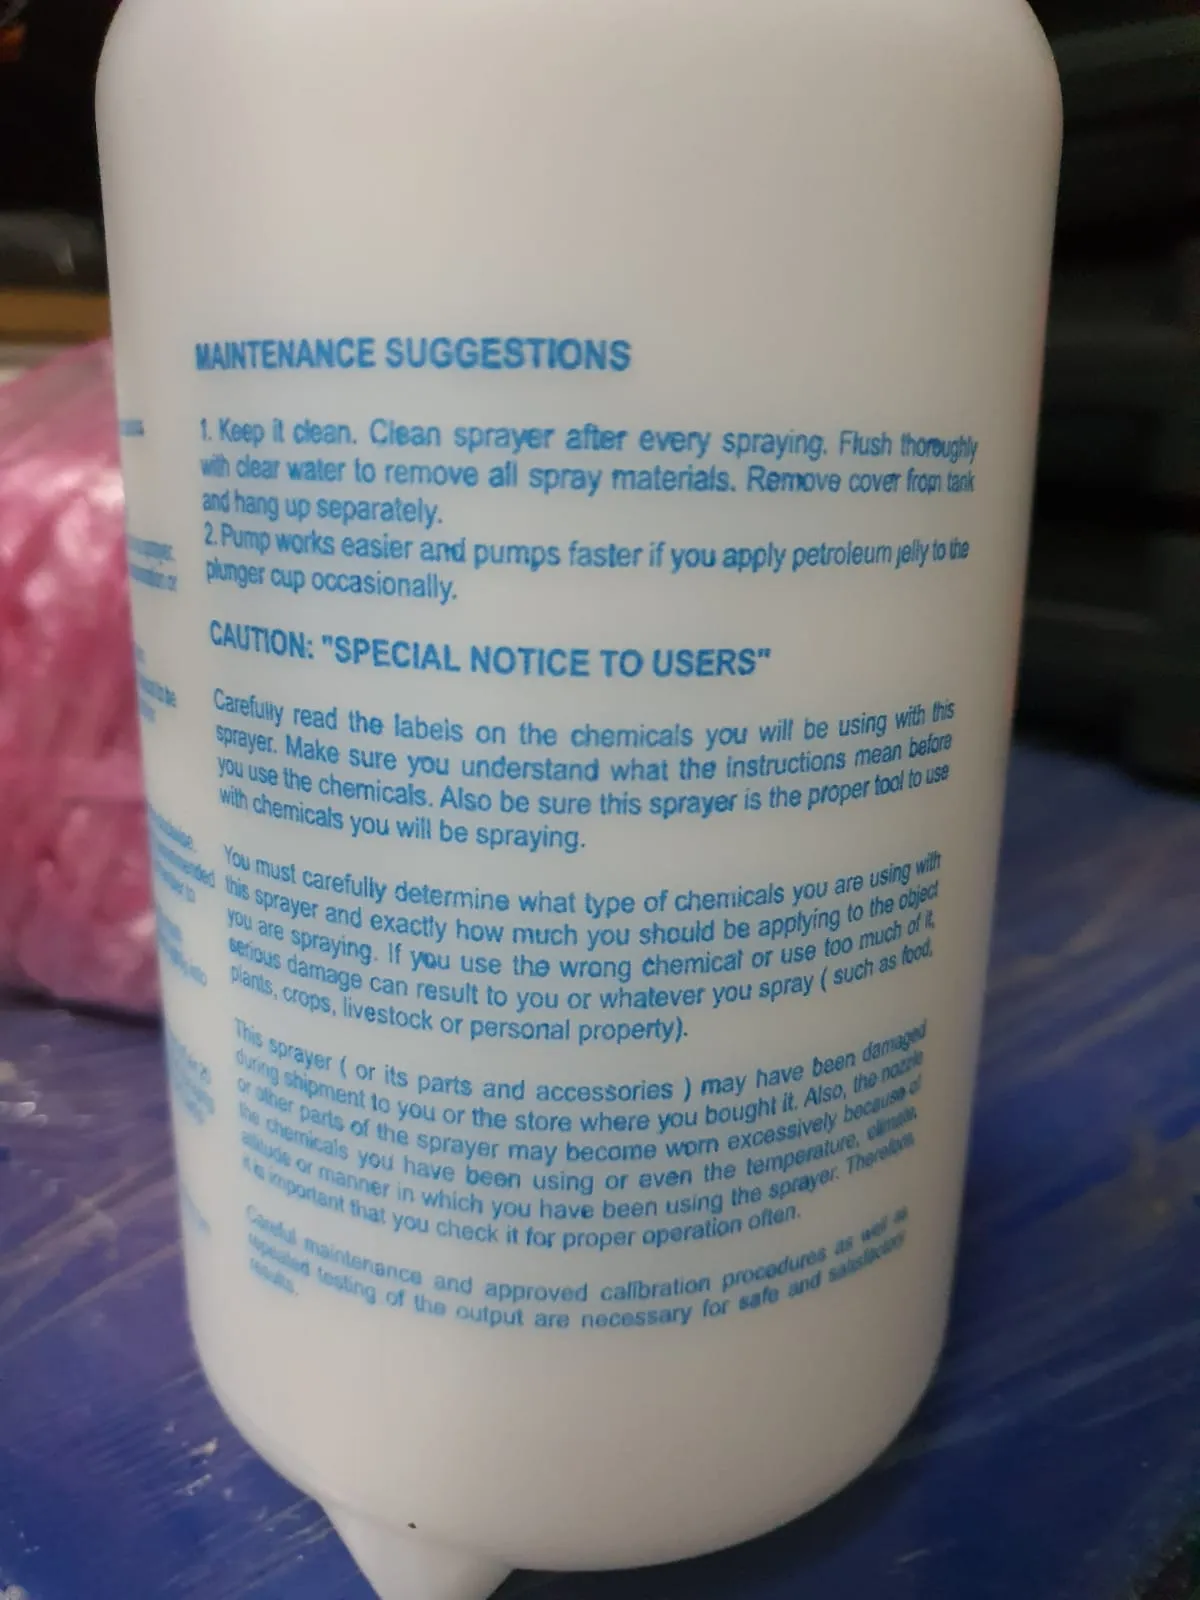 MAINTENANCE SUGGESTIONS
1. Keep it clean. Clean sprayer after every spraying. Flush thoroughly
with clear water to remove all spray materials. Remove cover from tank
and hang up separately.
2. Pump works easier and pumps faster if you apply petroleum jelly to the
plunger cup occasionally.
CAUTION: "SPECIAL NOTICE TO USERS"
Carefully read the labels on the chemicals you will be using with this
sprayer. Make sure you understand what the instructions mean before
you use the chemicals. Also be sure this sprayer is the proper tool to use
with chemicals you will be spraying.
You must carefully determine what type of chemicals you are using with
this sprayer and exactly how much you should be applying to the object
you are spraying. If you use the wrong chemical or use too much of it,
serious damage can result to you or whatever you spray ( such as food,
plants, crops, livestock or personal property).
This sprayer ( or its parts and accessories ) may have been damaged
during shipment to you or the store where you bought it. Also, the nozzle
or other parts of the sprayer may become worn excessively because of
the chemicals you have been using or even the temperature, climate,
altitude or manner in which you have been using the sprayer. Therefore,
it is important that you check it for proper operation often.
Careful maintenance and approved calibration procedures as well as
repeated testing of the output are necessary for safe and satisfactory
results.